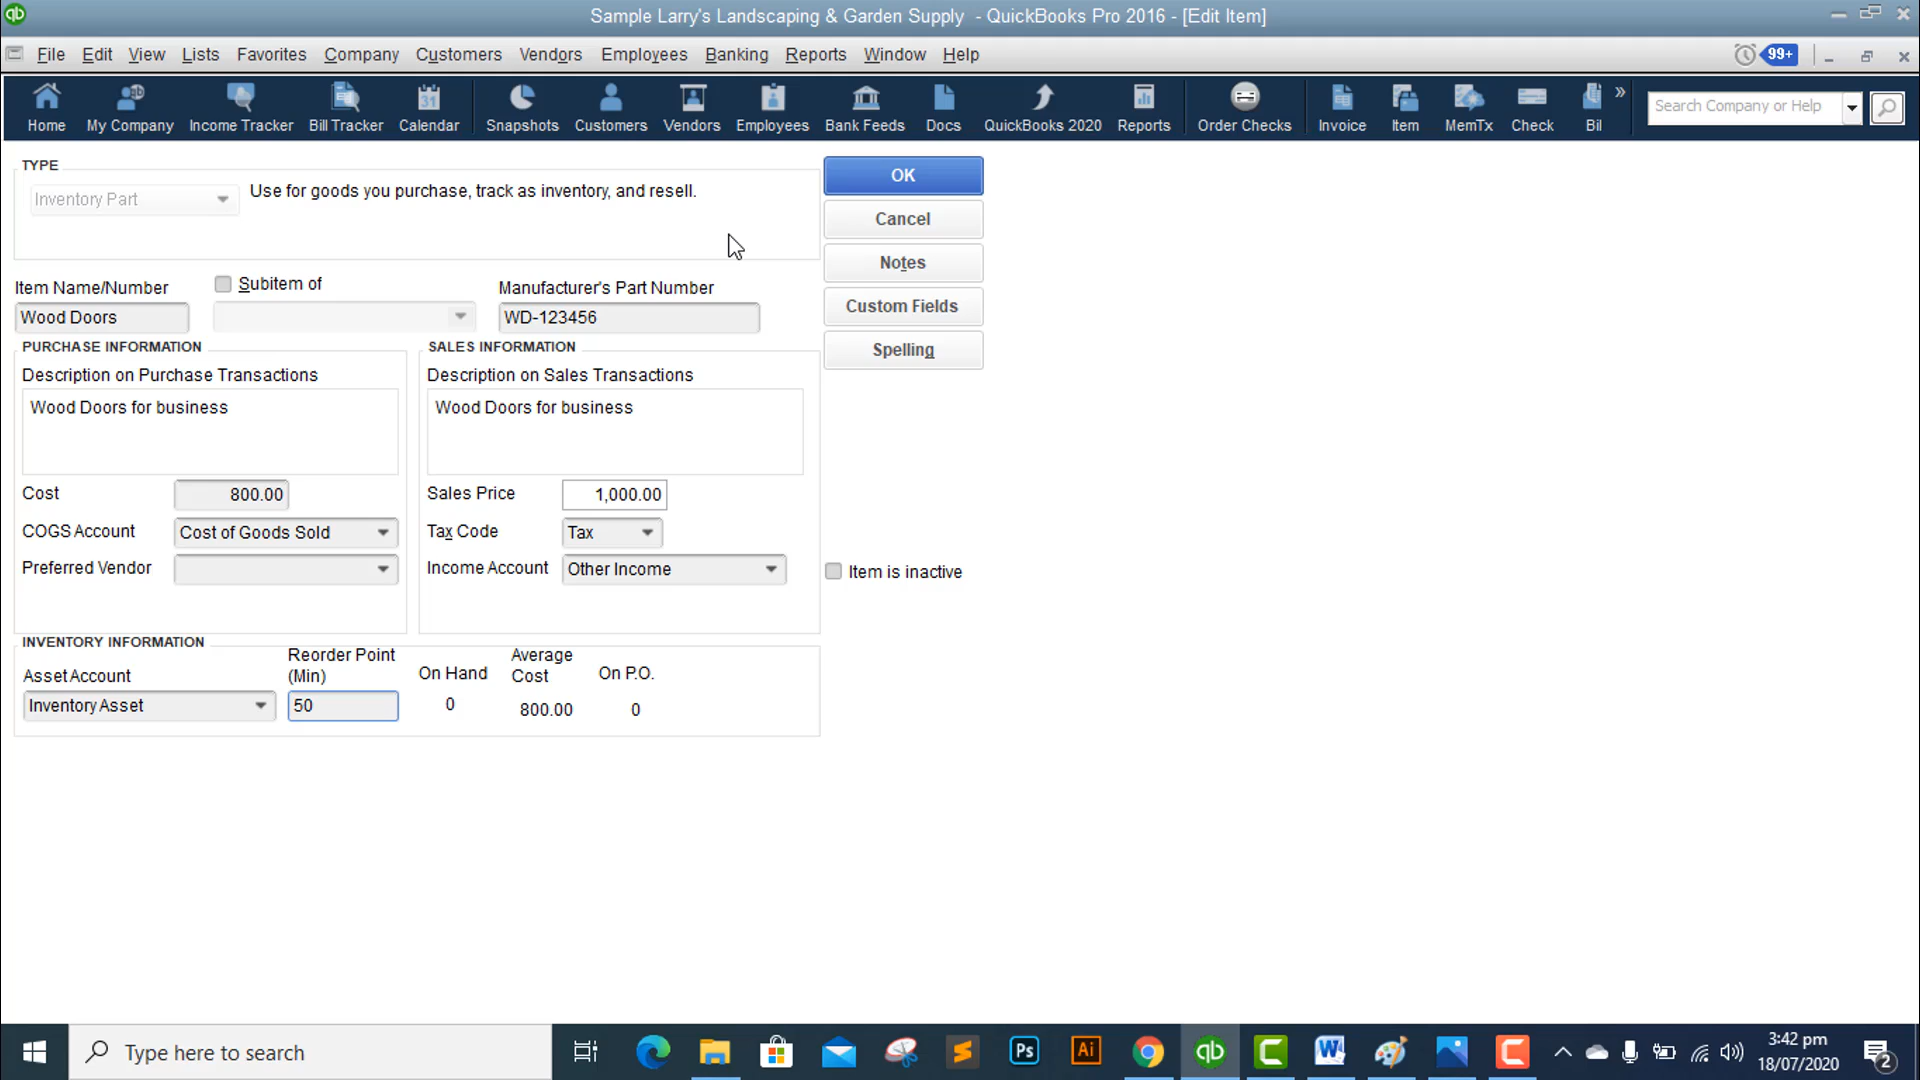 Sample Larry's Landscaping & Garden Supply - QuickBooks Pro 2016 - [Edit Item]
File Edit View Lists Favorites Company Customers Vendors Employees Banking Reports Window Help 99+
Home My Company Income Tracker Bill Tracker Calendar Snapshots Customers Vendors Employees Bank Feeds Docs QuickBooks 2020 Reports Order Checks Invoice Item MemTx Check Bil » Search Company or Help
TYPE
Inventory Part
Use for goods you purchase, track as inventory, and resell.
OK
Cancel
Notes
Custom Fields
Spelling
Item Name/Number
Subitem of
Manufacturer's Part Number
Wood Doors
WD-123456
PURCHASE INFORMATION
Description on Purchase Transactions
Wood Doors for business
Cost 800.00
COGS Account Cost of Goods Sold
Preferred Vendor
SALES INFORMATION
Description on Sales Transactions
Wood Doors for business
Sales Price 1,000.00
Tax Code Tax
Income Account Other Income
Item is inactive
INVENTORY INFORMATION
Asset Account
Inventory Asset
Reorder Point
(Min)
50
On Hand
0
Average
Cost
800.00
On P.O.
0
Type here to search
Ps
Ai
3:42 pm
18/07/2020
2